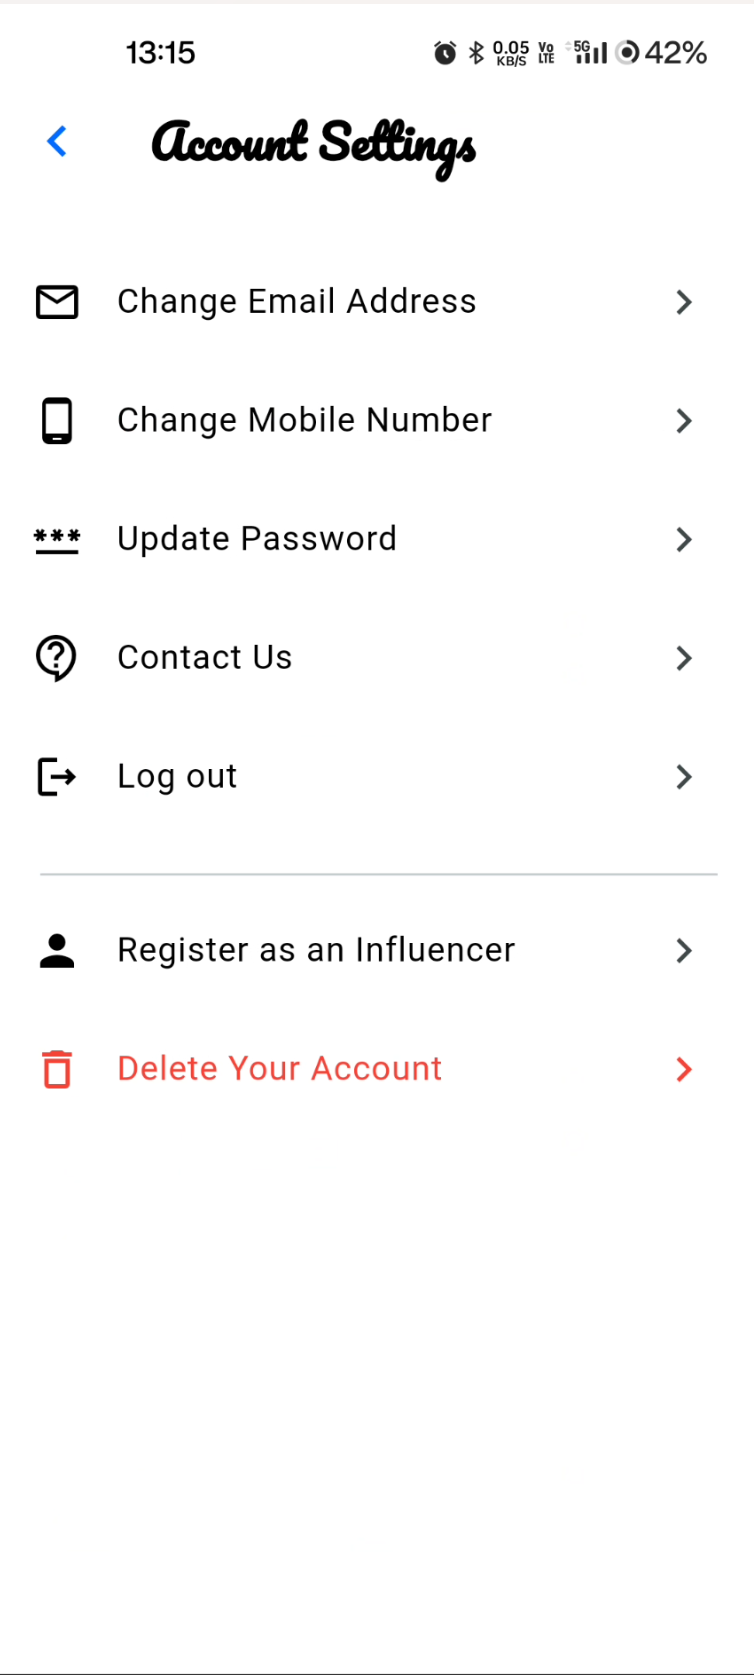 13:15 0.05 KB/S Vo LTE 5G 42%
Account Settings
Change Email Address
Change Mobile Number
*** Update Password
Contact Us
Log out
Register as an Influencer
Delete Your Account